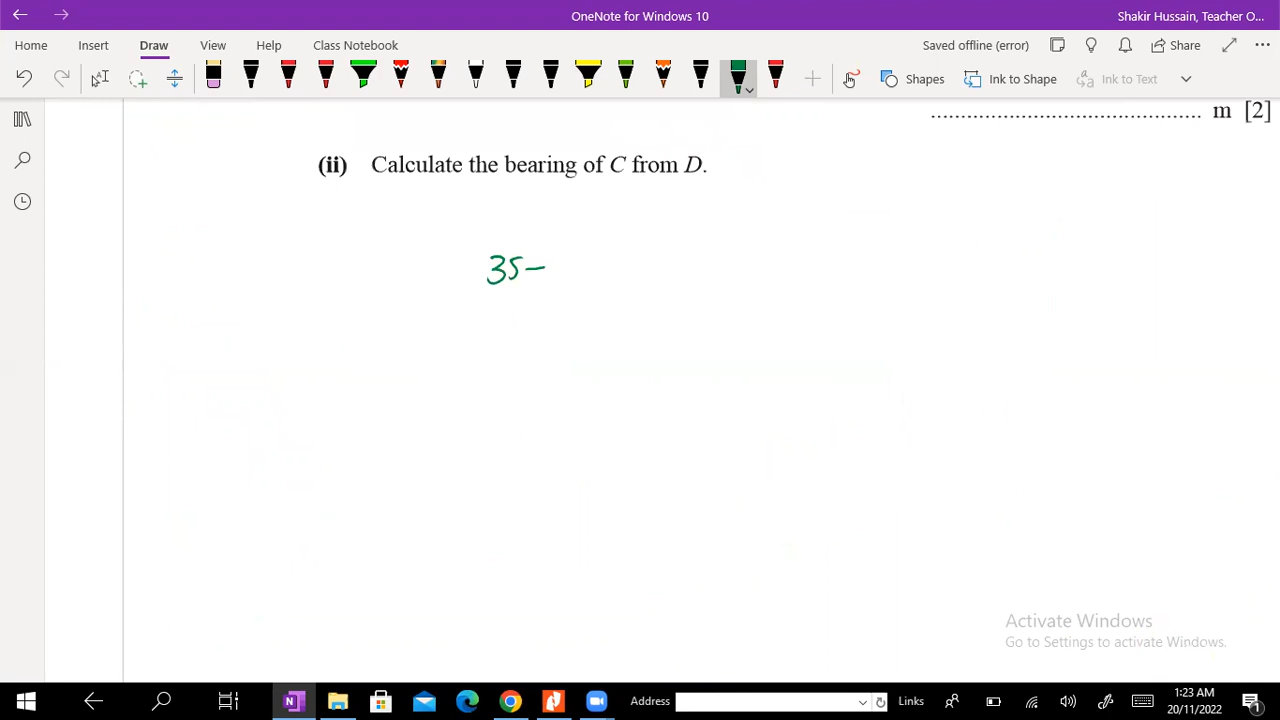 OneNote for Windows 10
Shakir Hussain, Teacher O...
Home Insert Draw View Help Class Notebook
Saved offline (error) Share
Shapes Ink to Shape Ink to Text
.............................................. m [2]
(ii) Calculate the bearing of C from D.
35-
Activate Windows
Go to Settings to activate Windows.
Address Links
1:23 AM
20/11/2022